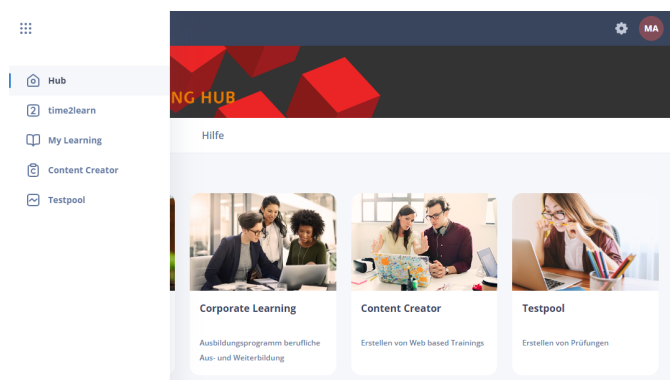 MA
Hub
NG HUB
time2learn
Hilfe
My Learning
Content Creator
Testpool
Corporate Learning
Ausbildungsprogramm berufliche
Aus- und Weiterbildung
Content Creator
Erstellen von Web based Trainings
Testpool
Erstellen von Prüfungen